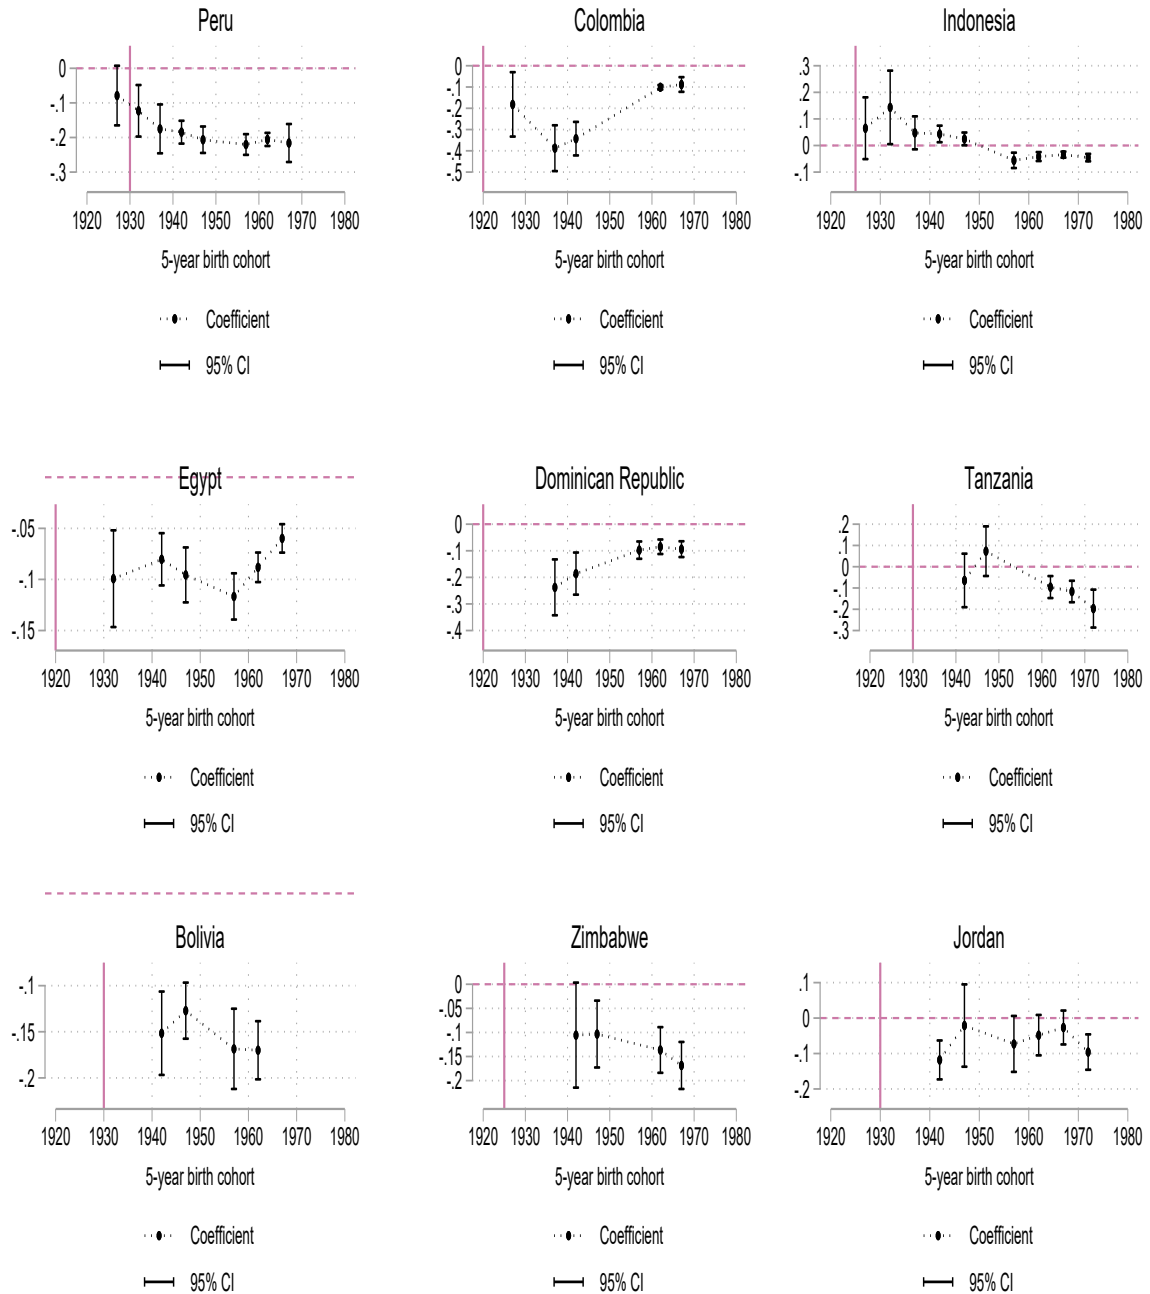 Peru
0
-.1
-.2
-.3
1920 1930 1940 1950 1960 1970 1980
5-year birth cohort
Coefficient
95% CI
Colombia
0
-.1
-.2
-.3
-.4
-.5
1920 1930 1940 1950 1960 1970 1980
5-year birth cohort
Coefficient
95% CI
Indonesia
.3
.2
.1
0
-.1
1920 1930 1940 1950 1960 1970 1980
5-year birth cohort
Coefficient
95% CI
Egypt
-.05
-.1
-.15
1920 1930 1940 1950 1960 1970 1980
5-year birth cohort
Coefficient
95% CI
Dominican Republic
0
-.1
-.2
-.3
-.4
1920 1930 1940 1950 1960 1970 1980
5-year birth cohort
Coefficient
95% CI
Tanzania
.2
.1
0
-.1
-.2
-.3
1920 1930 1940 1950 1960 1970 1980
5-year birth cohort
Coefficient
95% CI
Bolivia
-.1
-.15
-.2
1920 1930 1940 1950 1960 1970 1980
5-year birth cohort
Coefficient
95% CI
Zimbabwe
0
-.05
-.1
-.15
-.2
1920 1930 1940 1950 1960 1970 1980
5-year birth cohort
Coefficient
95% CI
Jordan
.1
0
-.1
-.2
1920 1930 1940 1950 1960 1970 1980
5-year birth cohort
Coefficient
95% CI